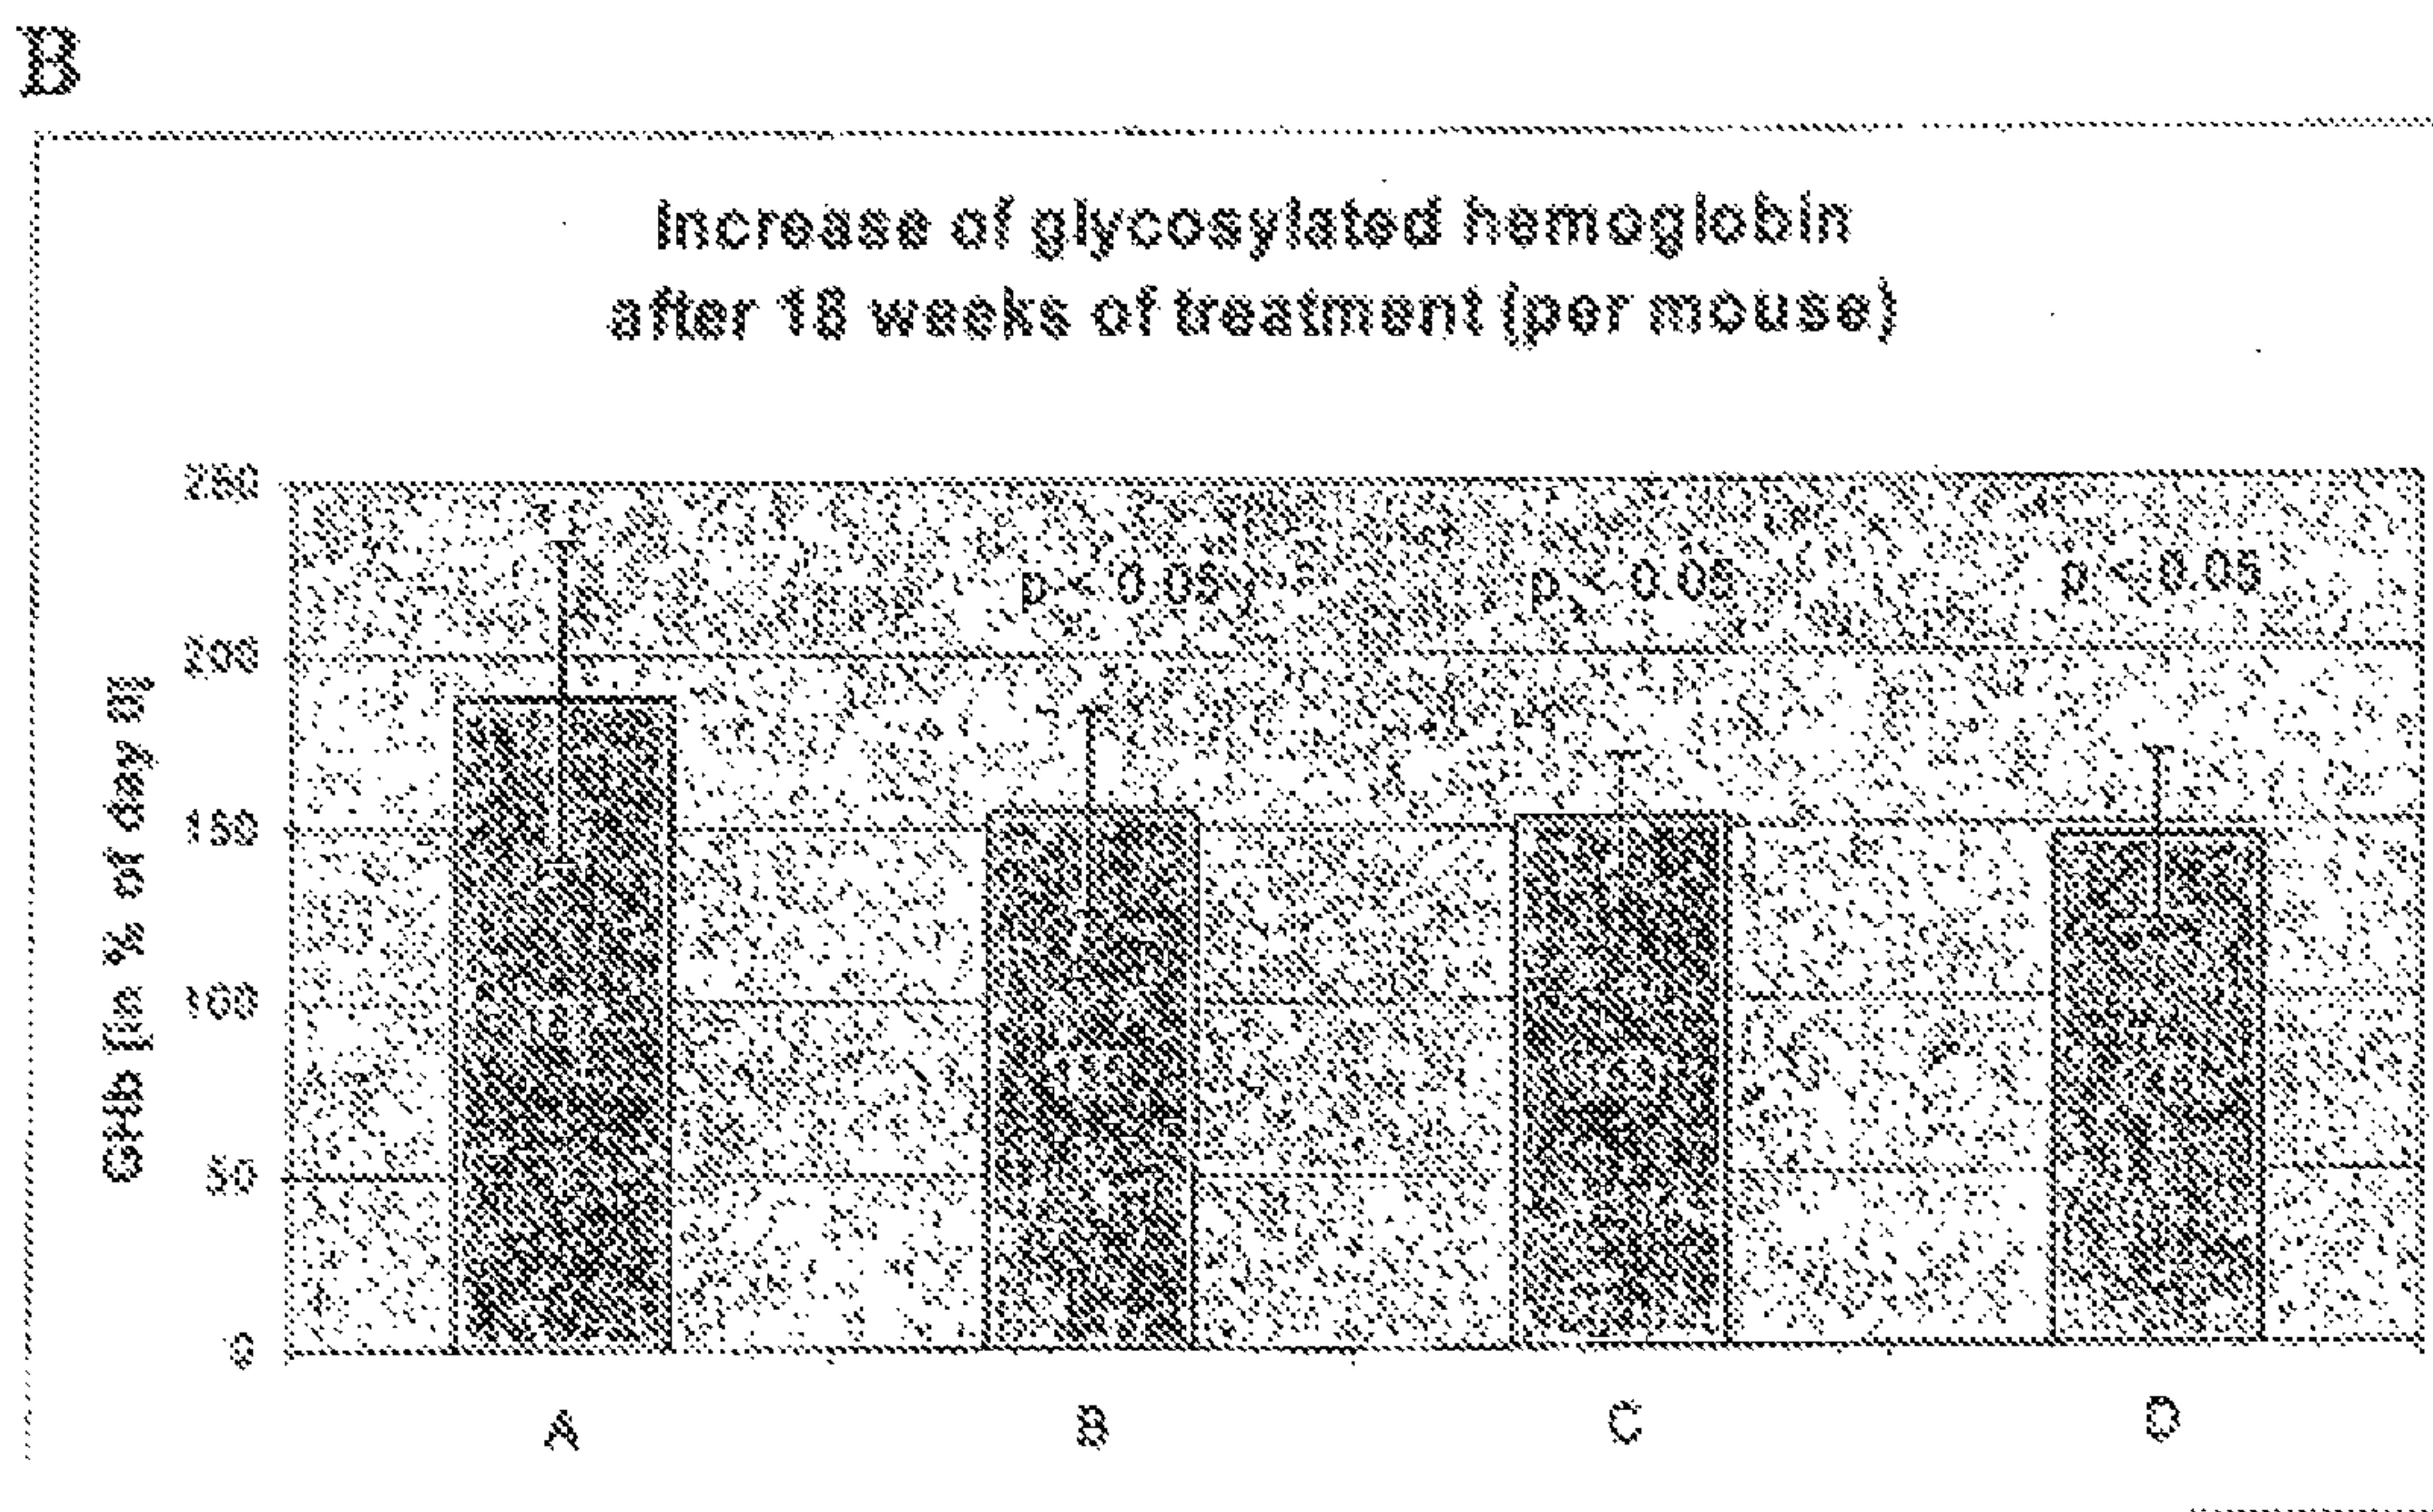 B
Increase of glycosylated hemoglobin
after 18 weeks of treatment (per mouse)
GHb [in % of day 0]
250
200
150
100
50
0
p < 0.05
p < 0.05
p < 0.05
A
B
C
D